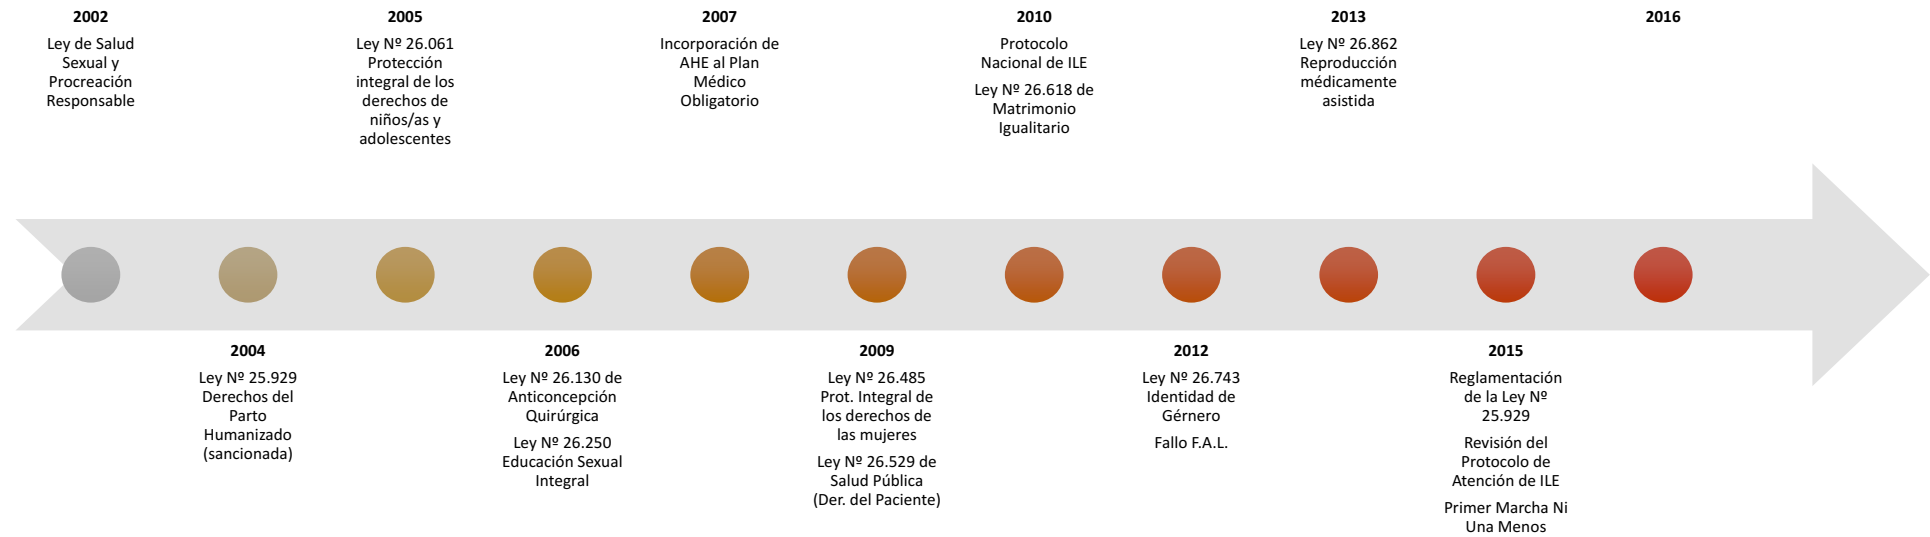 2002
Ley de Salud
Sexual y
Procreación
Responsable
2005
Ley Nº 26.061
Protección
integral de los
derechos de
niños/as y
adolescentes
2007
Incorporación de
AHE al Plan
Médico
Obligatorio
2010
Protocolo
Nacional de ILE
Ley Nº 26.618 de
Matrimonio
Igualitario
2013
Ley Nº 26.862
Reproducción
médicamente
asistida
2016
2004
Ley Nº 25.929
Derechos del
Parto
Humanizado
(sancionada)
2006
Ley Nº 26.130 de
Anticoncepción
Quirúrgica
Ley Nº 26.250
Educación Sexual
Integral
2009
Ley Nº 26.485
Prot. Integral de
los derechos de
las mujeres
Ley Nº 26.529 de
Salud Pública
(Der. del Paciente)
2012
Ley Nº 26.743
Identidad de
Gérnero
Fallo F.A.L.
2015
Reglamentación
de la Ley Nº
25.929
Revisión del
Protocolo de
Atención de ILE
Primer Marcha Ni
Una Menos